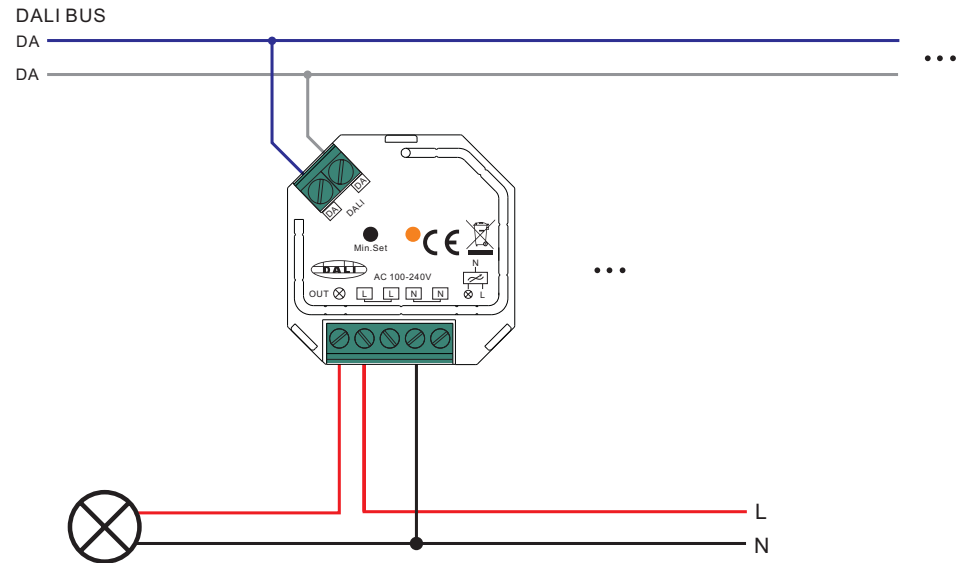 DALI BUS
DA
DA
DA
DA
DALI
Min.Set
CE
DALI
AC 100-240V
N
OUT L L N N L
L
N